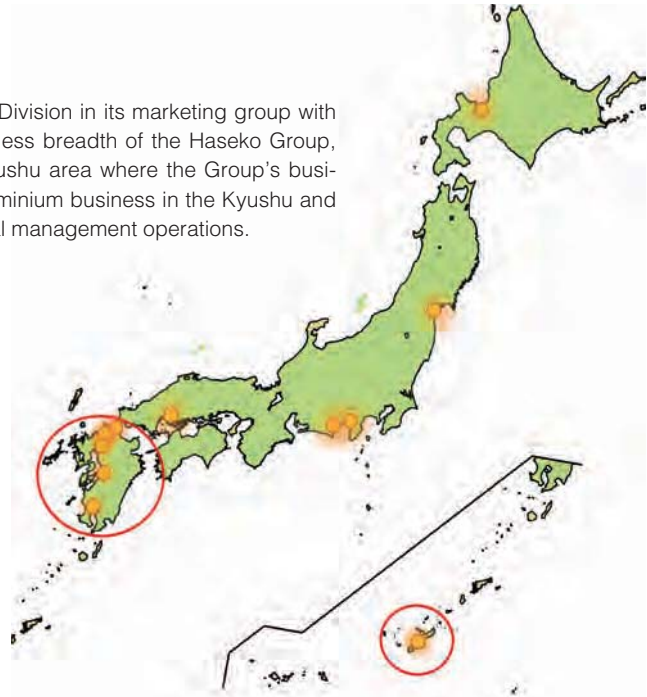 Division in its marketing group with
ess breadth of the Haseko Group,
ushu area where the Group's busi-
minium business in the Kyushu and
al management operations.